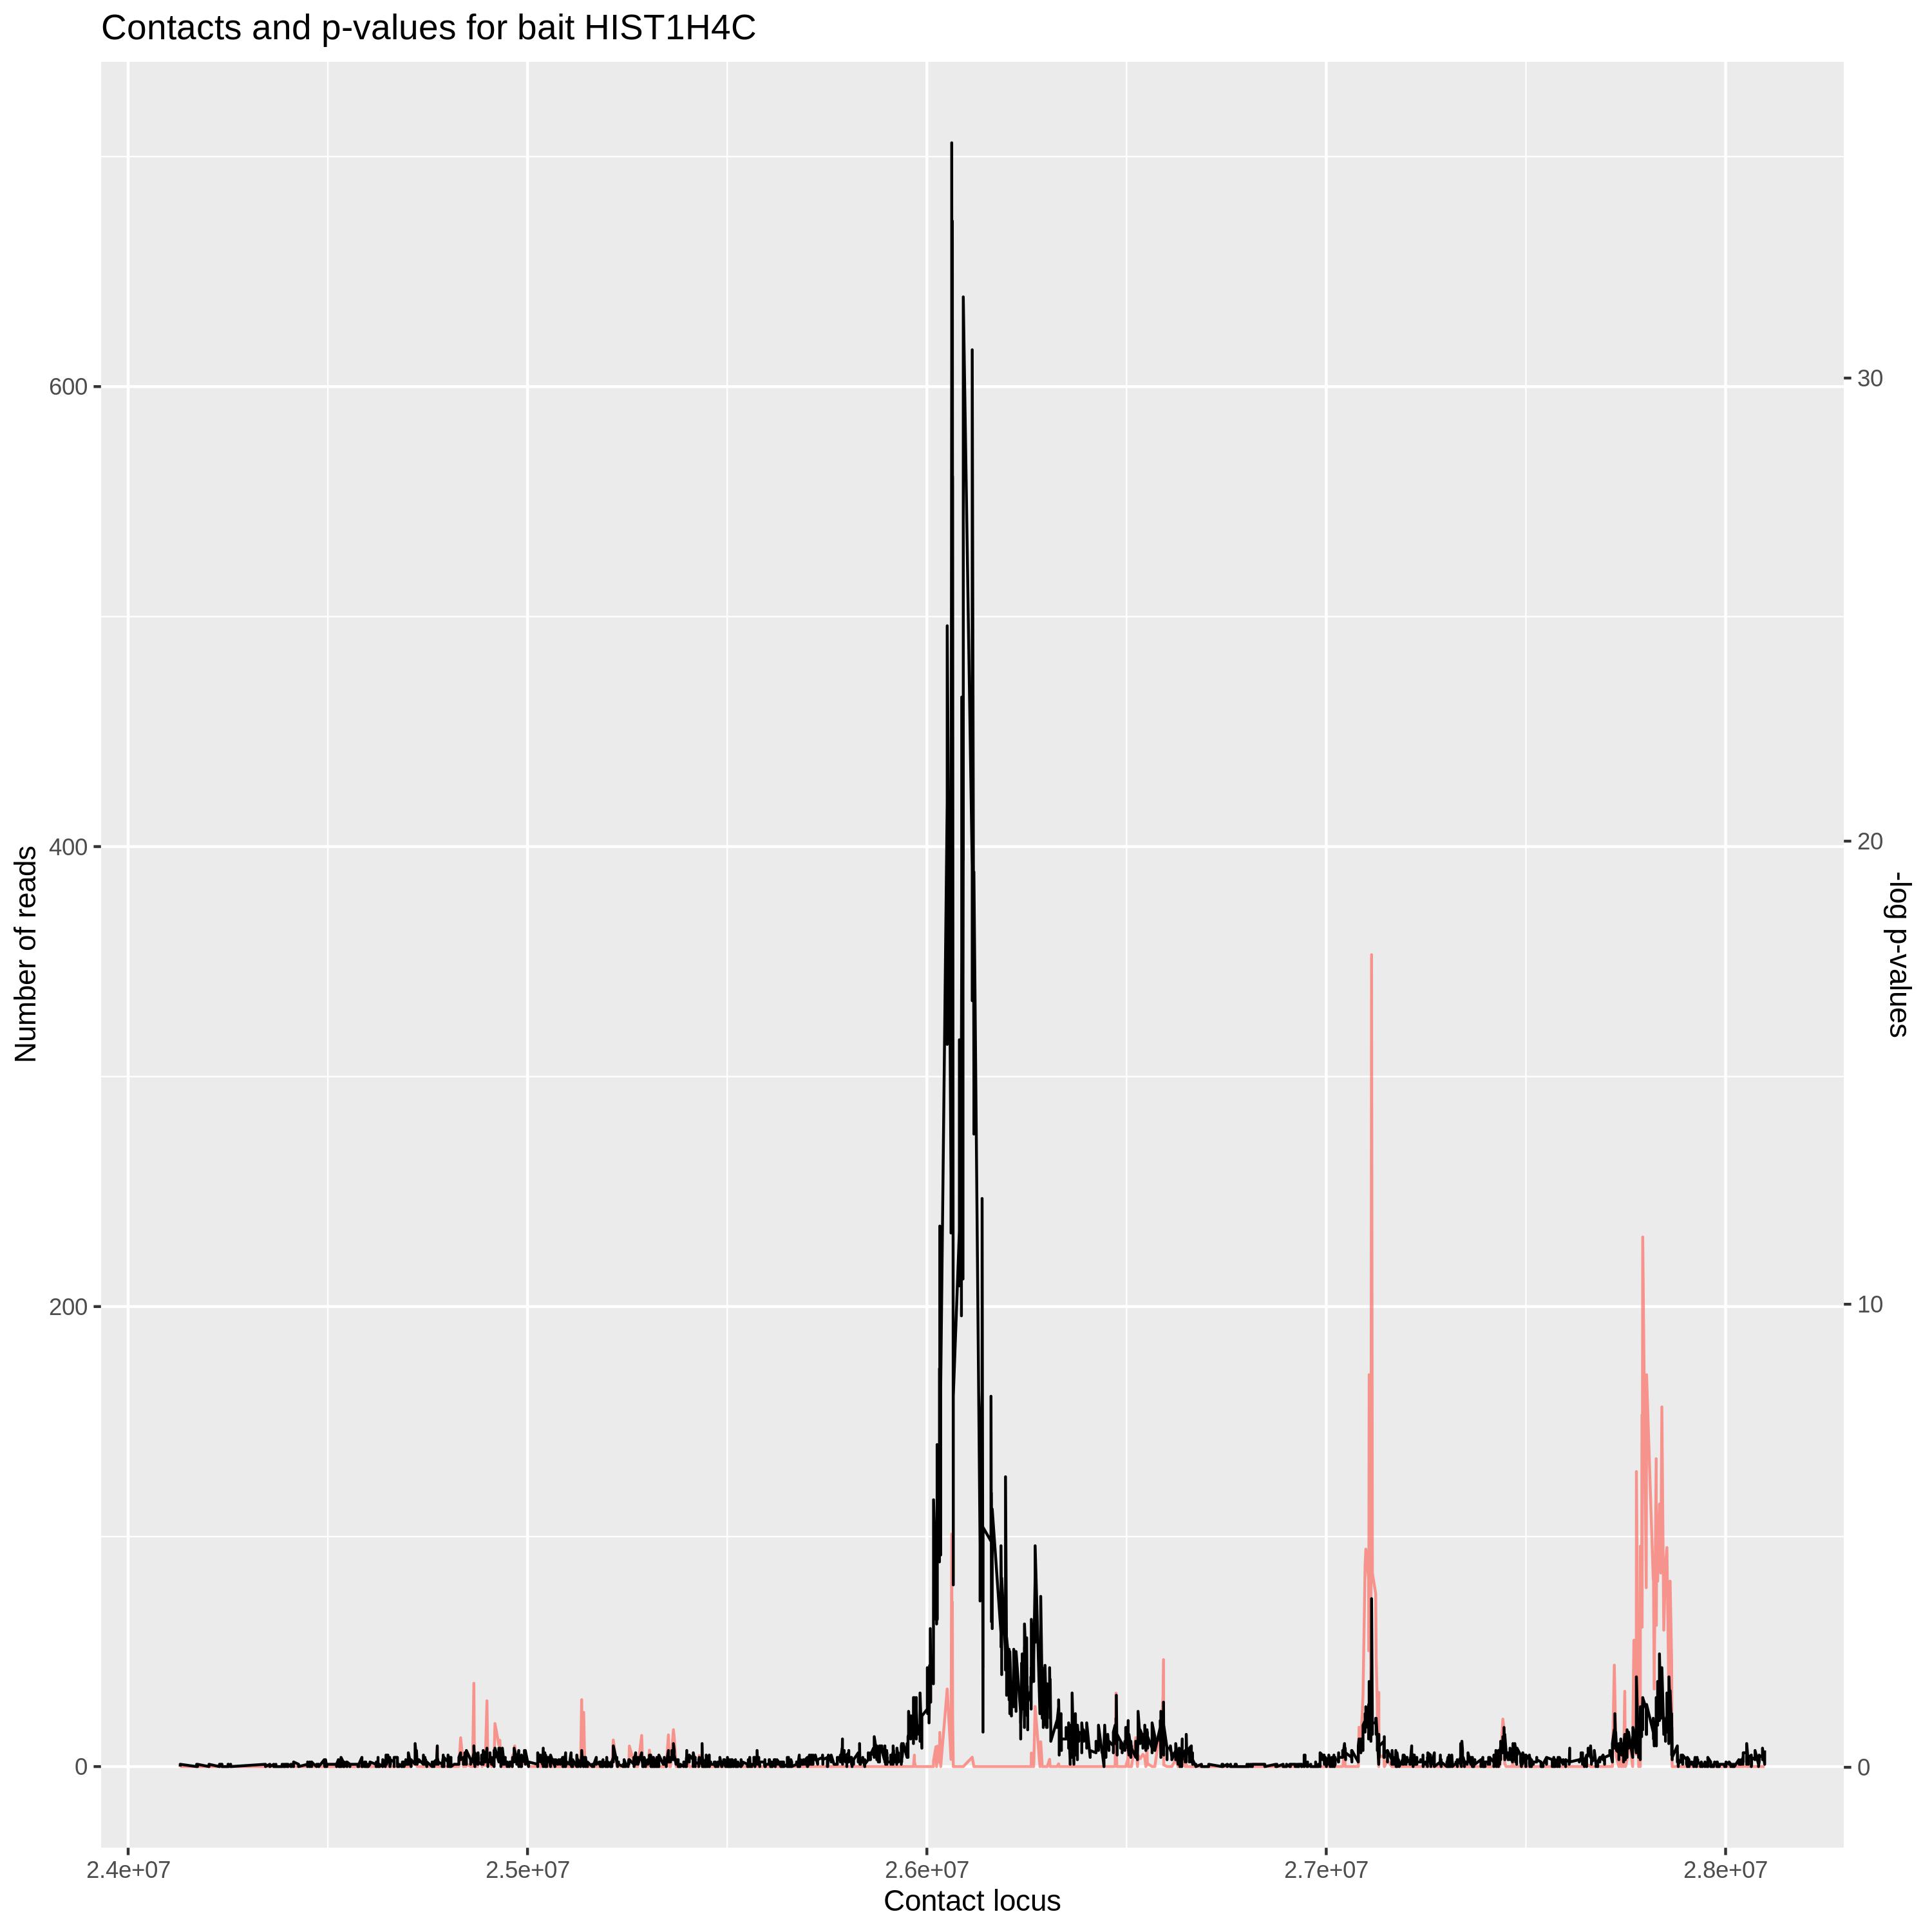 Contacts and p-values for bait HIST1H4C
Number of reads
600
400
200
0
30
20
10
0
-log p-values
2.4e+07
2.5e+07
2.6e+07
2.7e+07
2.8e+07
Contact locus